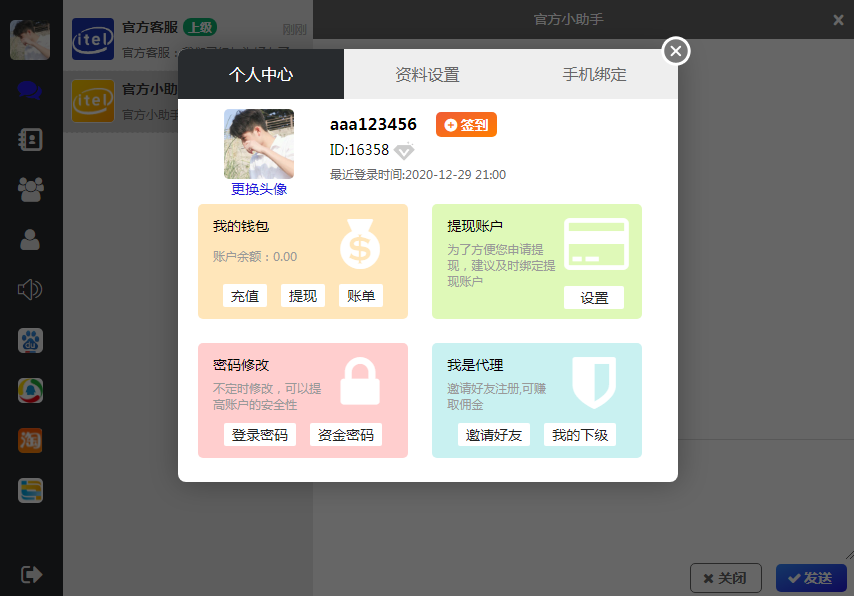 官方小助手
官方客服 上级 刚刚
官方客服：
官方小助
官方小助手
个人中心
资料设置
手机绑定
aaa123456
签到
ID:16358
最近登录时间:2020-12-29 21:00
更换头像
我的钱包
账户余额：0.00
充值
提现
账单
提现账户
为了方便您申请提
现，建议及时绑定提
现账户
设置
密码修改
不定时修改，可以提
高账户的安全性
登录密码
资金密码
我是代理
邀请好友注册,可赚
取佣金
邀请好友
我的下级
itel
itel
du
淘
关闭
发送